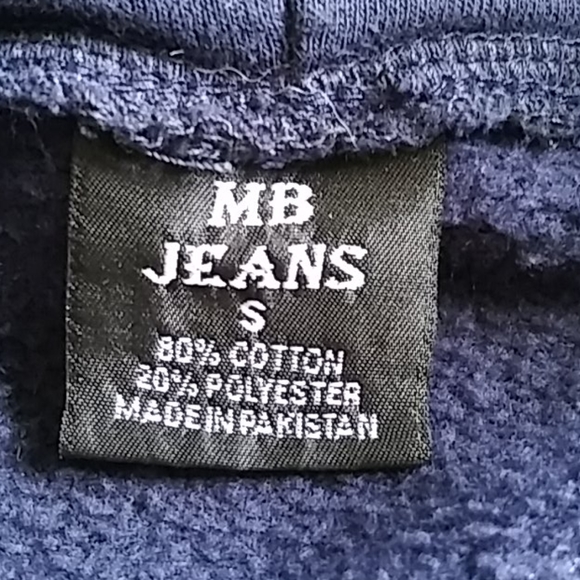 MB
JEANS
S
80% COTTON
20% POLYESTER
MADE IN PAKISTAN